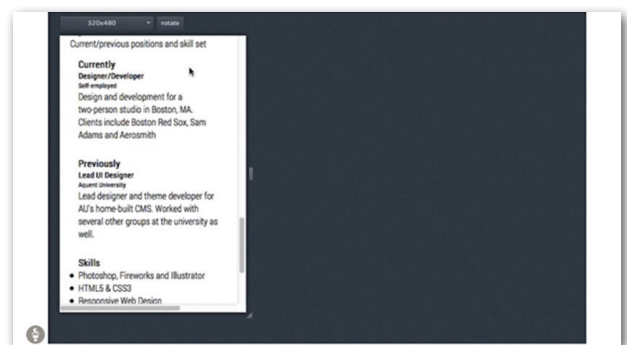 320x480 rotate
Current/previous positions and skill set
Currently
Designer/Developer
Self-employed
Design and development for a
two-person studio in Boston, MA.
Clients include Boston Red Sox, Sam
Adams and Aerosmith
Previously
Lead UI Designer
Aquent University
Lead designer and theme developer for
AU's home-built CMS. Worked with
several other groups at the university as
well.
Skills
• Photoshop, Fireworks and Illustrator
• HTML5 & CSS3
• Responsive Web Design